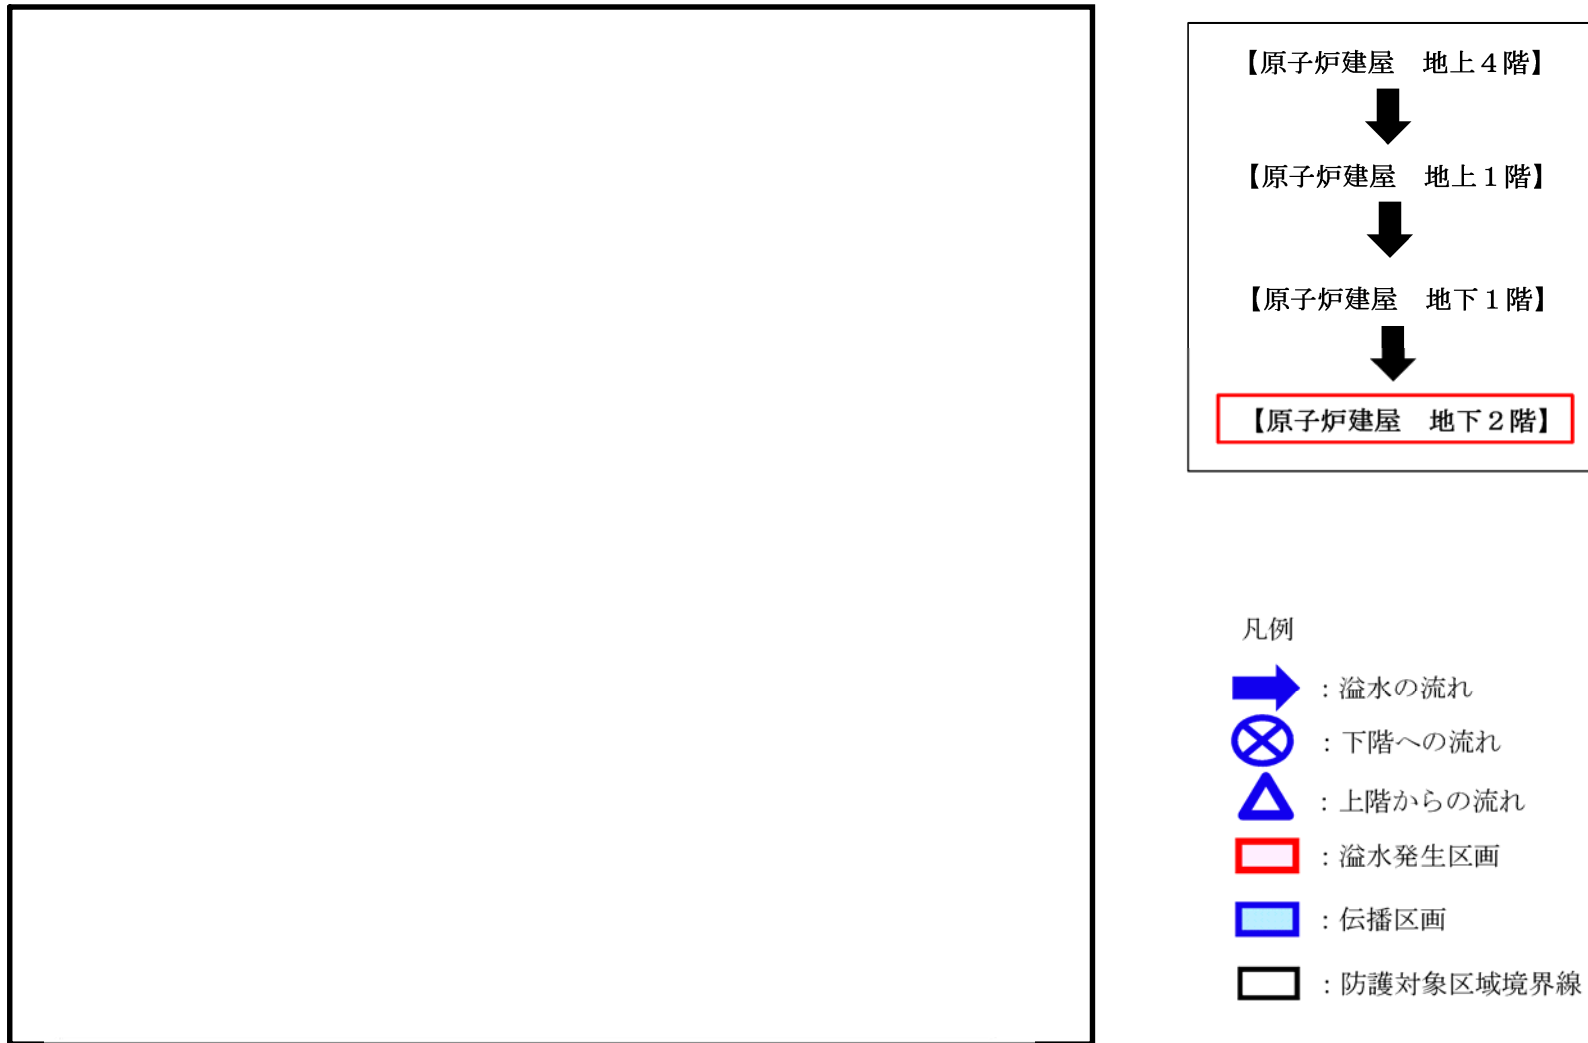 【原子炉建屋　地上４階】
【原子炉建屋　地上１階】
【原子炉建屋　地下１階】
【原子炉建屋　地下２階】
凡例
：溢水の流れ
：下階への流れ
：上階からの流れ
：溢水発生区画
：伝播区画
：防護対象区域境界線